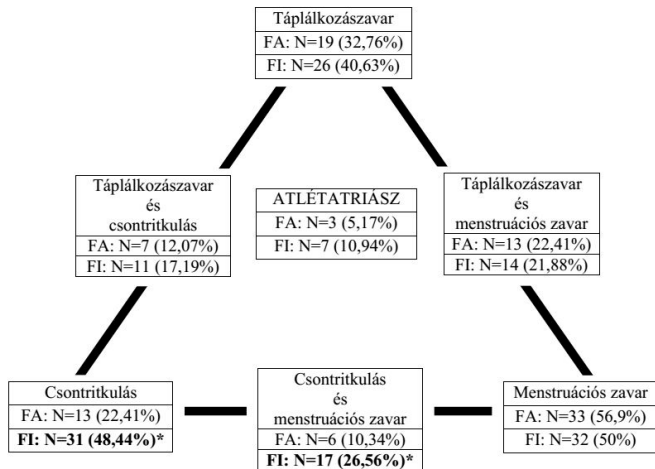 Táplálkozászavar
FA: N=19 (32,76%)
FI: N=26 (40,63%)
Táplálkozászavar
és
csontritkulás
FA: N=7 (12,07%)
FI: N=11 (17,19%)
ATLÉTATRIÁSZ
FA: N=3 (5,17%)
FI: N=7 (10,94%)
Táplálkozászavar
és
menstruációs zavar
FA: N=13 (22,41%)
FI: N=14 (21,88%)
Csontritkulás
FA: N=13 (22,41%)
FI: N=31 (48,44%)*
Csontritkulás
és
menstruációs zavar
FA: N=6 (10,34%)
FI: N=17 (26,56%)*
Menstruációs zavar
FA: N=33 (56,9%)
FI: N=32 (50%)